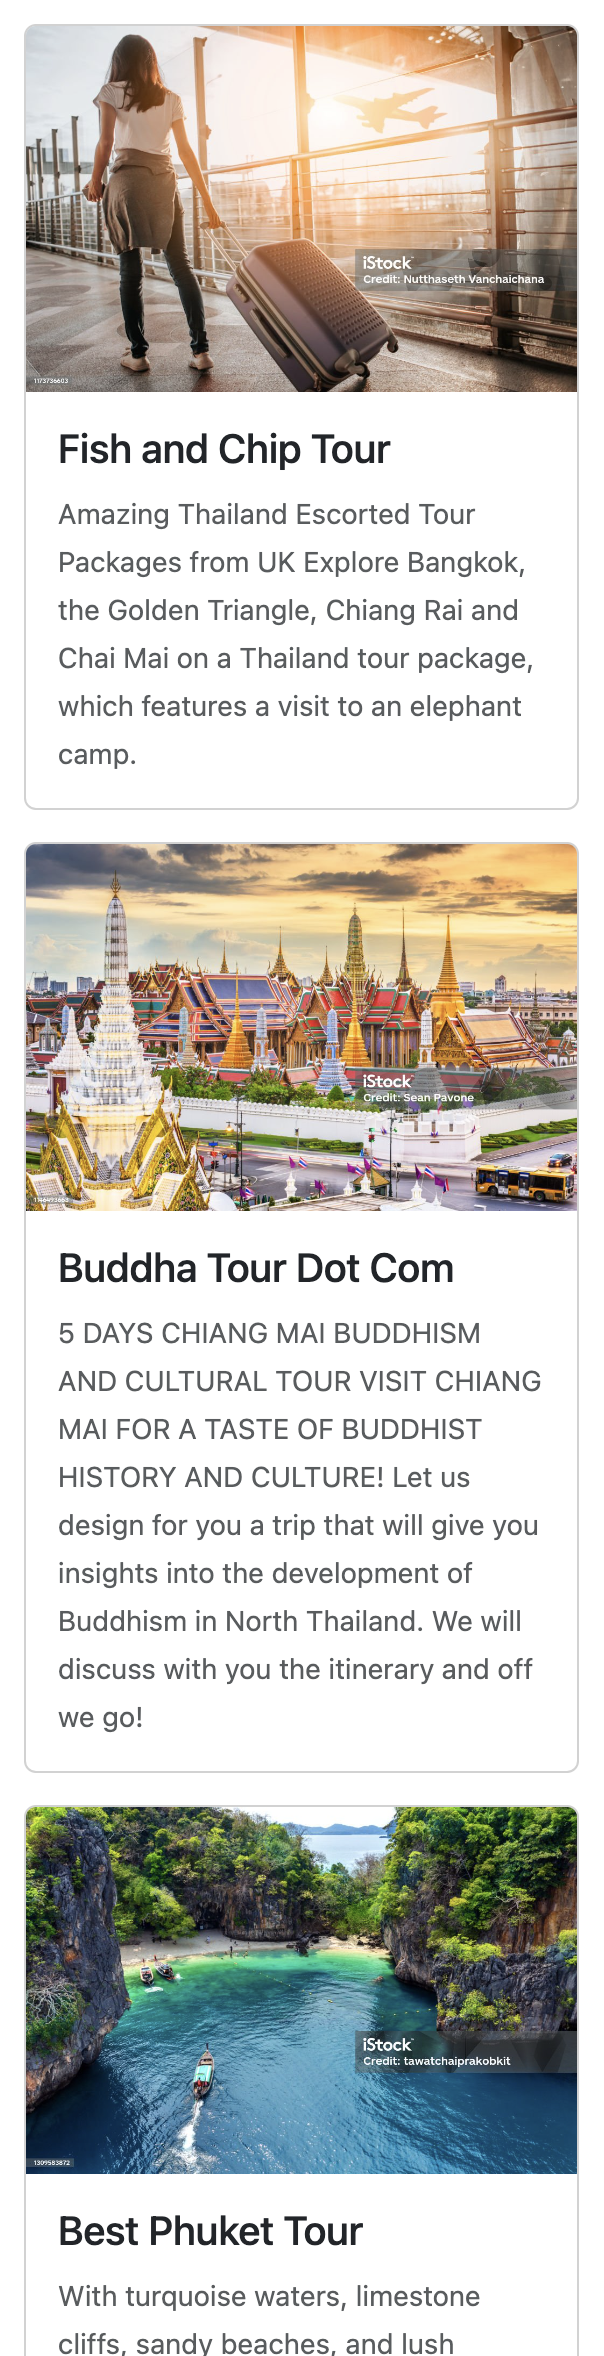 iStock
Credit: Nutthaseth Vanchaichana
1173736603
Fish and Chip Tour
Amazing Thailand Escorted Tour
Packages from UK Explore Bangkok,
the Golden Triangle, Chiang Rai and
Chai Mai on a Thailand tour package,
which features a visit to an elephant
camp.
iStock
Credit: Sean Pavone
Buddha Tour Dot Com
5 DAYS CHIANG MAI BUDDHISM
AND CULTURAL TOUR VISIT CHIANG
MAI FOR A TASTE OF BUDDHIST
HISTORY AND CULTURE! Let us
design for you a trip that will give you
insights into the development of
Buddhism in North Thailand. We will
discuss with you the itinerary and off
we go!
iStock
Credit: tawatchaiprakobkit
1309583872
Best Phuket Tour
With turquoise waters, limestone
cliffs, sandy beaches, and lush